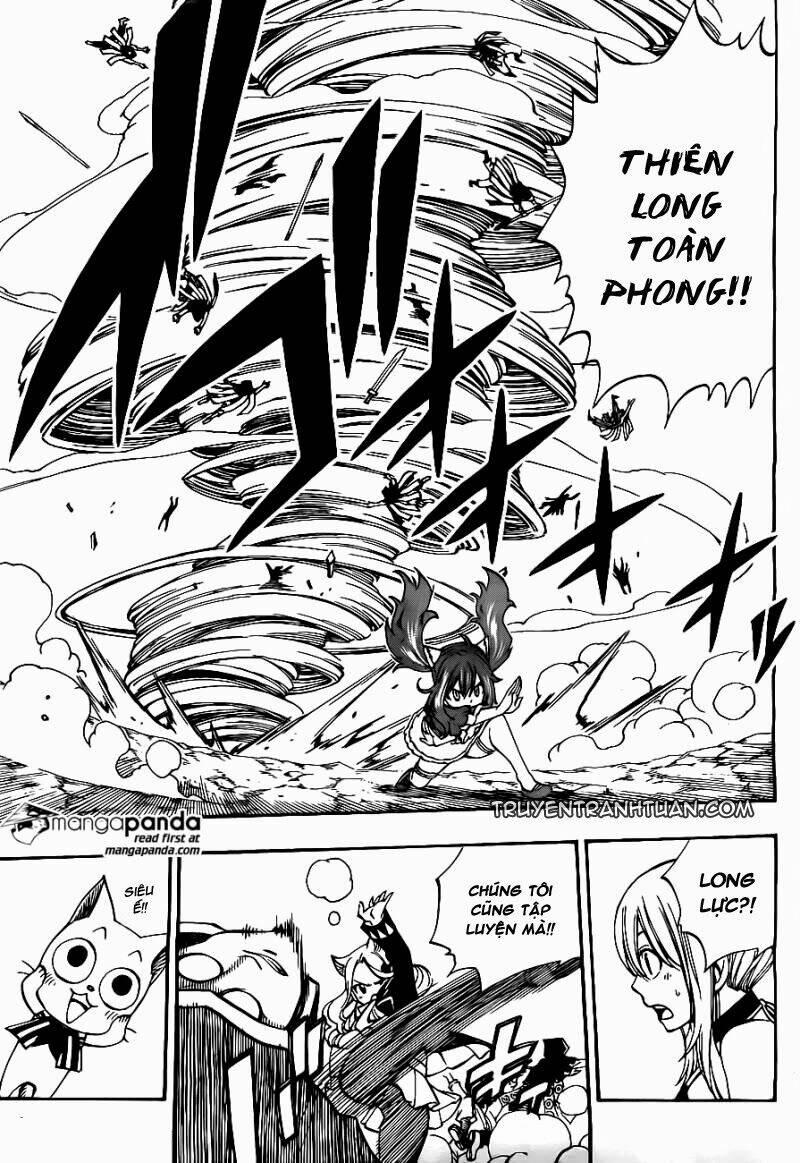 THIÊN
LONG
TOÀN
PHONG!!
TRUYENTRANHTUAN.COM
mangapanda
read first at
mangapanda.com
LONG
LỰC?!
CHÚNG TÔI
CŨNG TẬP
LUYỆN MÀ!!
SIÊU
Ế!!